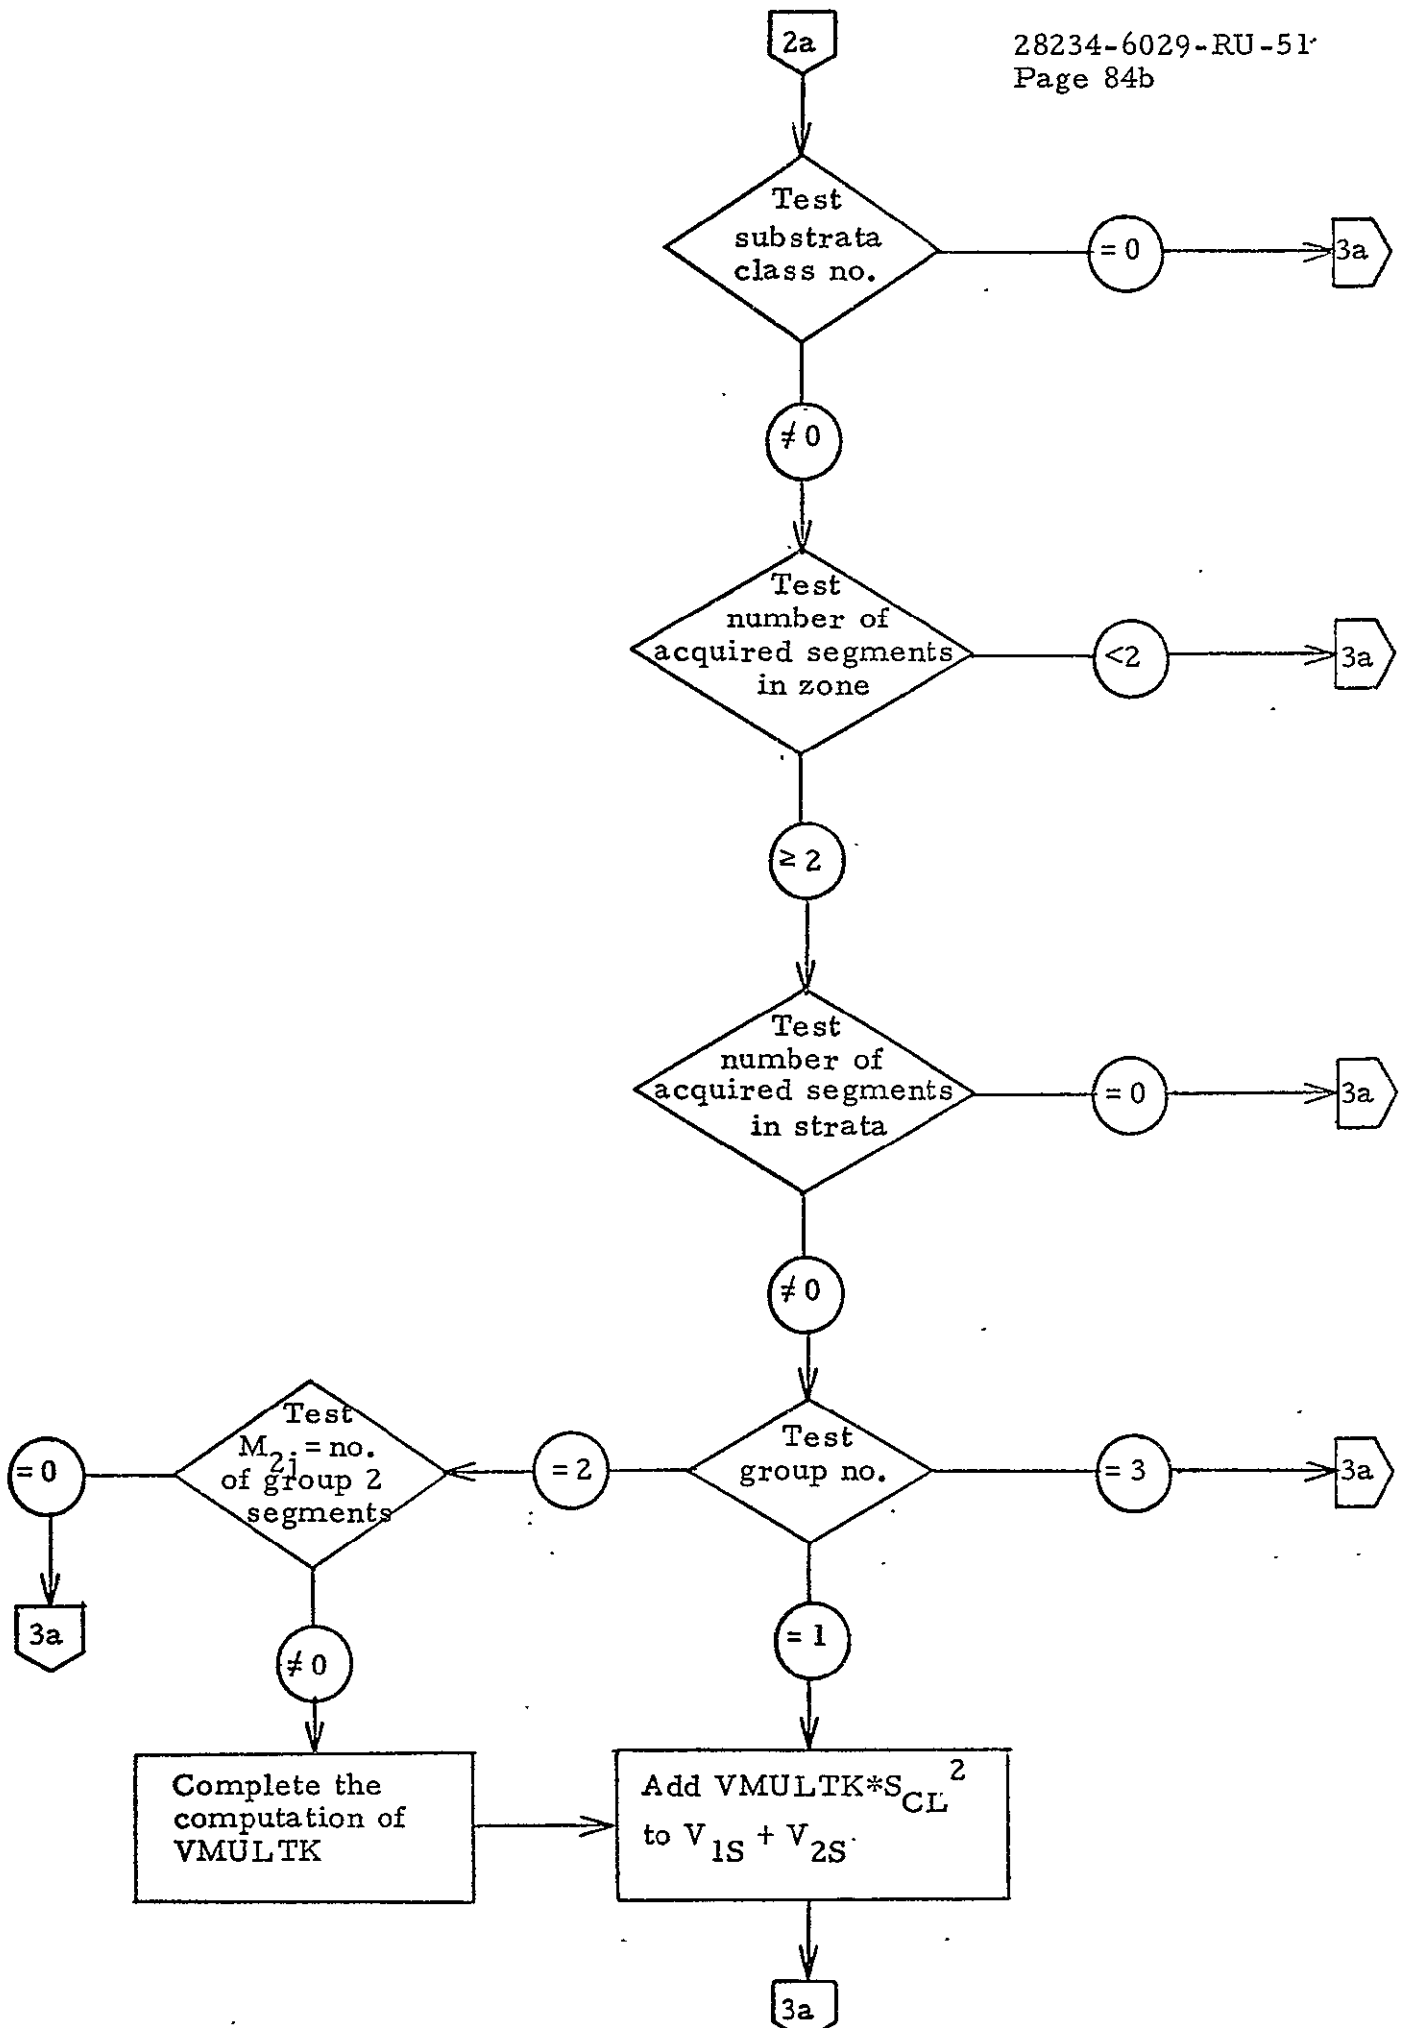 2a
28234-6029-RU-51
Page 84b
Test
substrata
class no.
= 0
3a
≠ 0
Test
number of
acquired segments
in zone
<2
3a
≥ 2
Test
number of
acquired segments
in strata
= 0
3a
≠ 0
Test
group no.
= 3
3a
= 2
Test
M2j = no.
of group 2
segments
= 0
3a
≠ 0
= 1
Complete the
computation of
VMULTK
Add VMULTK*SCL²
to V1S + V2S
3a